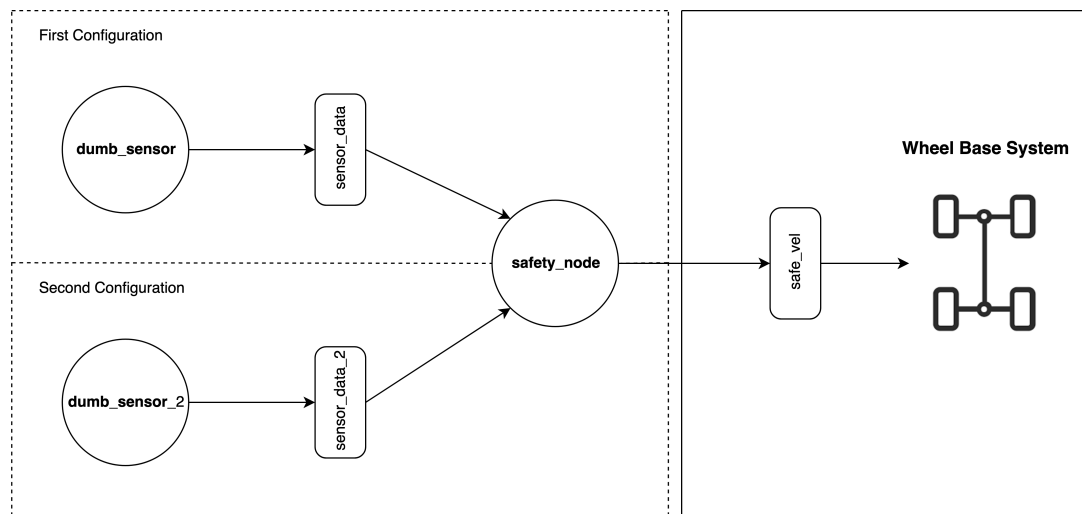 First Configuration
dumb_sensor
sensor_data
Wheel Base System
safety_node
safe_vel
Second Configuration
dumb_sensor_2
sensor_data_2